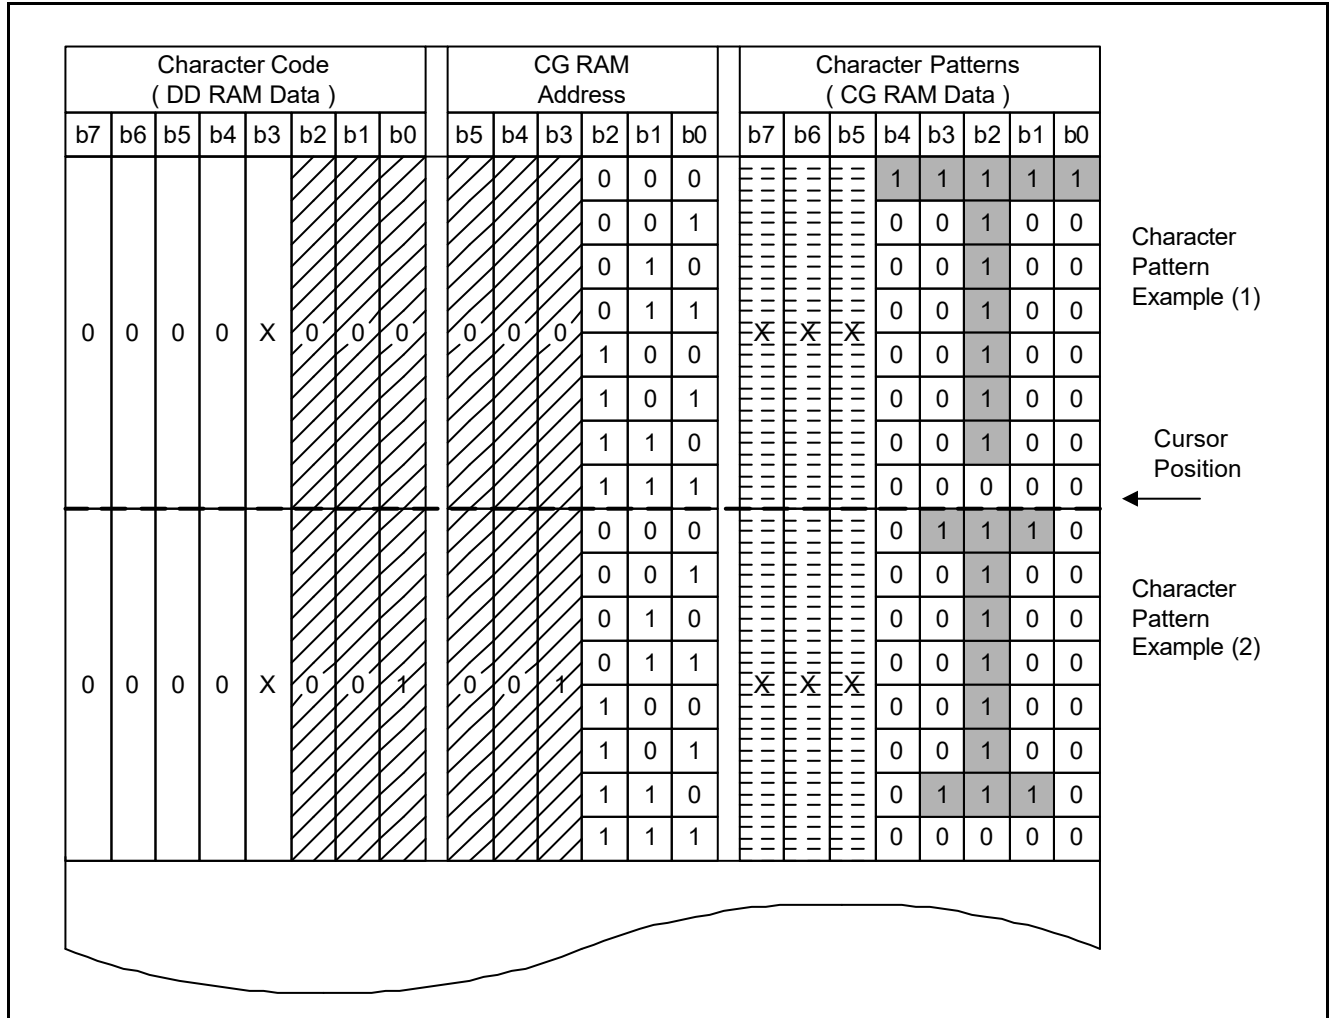 Character Code CG RAM Character Patterns
( DD RAM Data ) Address ( CG RAM Data )
b7 b6 b5 b4 b3 b2 b1 b0 b5 b4 b3 b2 b1 b0 b7 b6 b5 b4 b3 b2 b1 b0
0 0 0 1 1 1 1 1
0 0 1 0 0 1 0 0
Character
0 1 0 0 0 1 0 0
Pattern
Example (1)
0 1 1 0 0 1 0 0
0 0 0 0 X 0 0 0 0 0 0 X X X
1 0 0 0 0 1 0 0
1 0 1 0 0 1 0 0
1 1 0 0 0 1 0 0
Cursor
Position
1 1 1 0 0 0 0 0
0 0 0 0 1 1 1 0
0 0 1 0 0 1 0 0
Character
0 1 0 0 0 1 0 0
Pattern
Example (2)
0 1 1 0 0 1 0 0
0 0 0 0 X 0 0 1 0 0 1 X X X
1 0 0 0 0 1 0 0
1 0 1 0 0 1 0 0
1 1 0 0 1 1 1 0
1 1 1 0 0 0 0 0